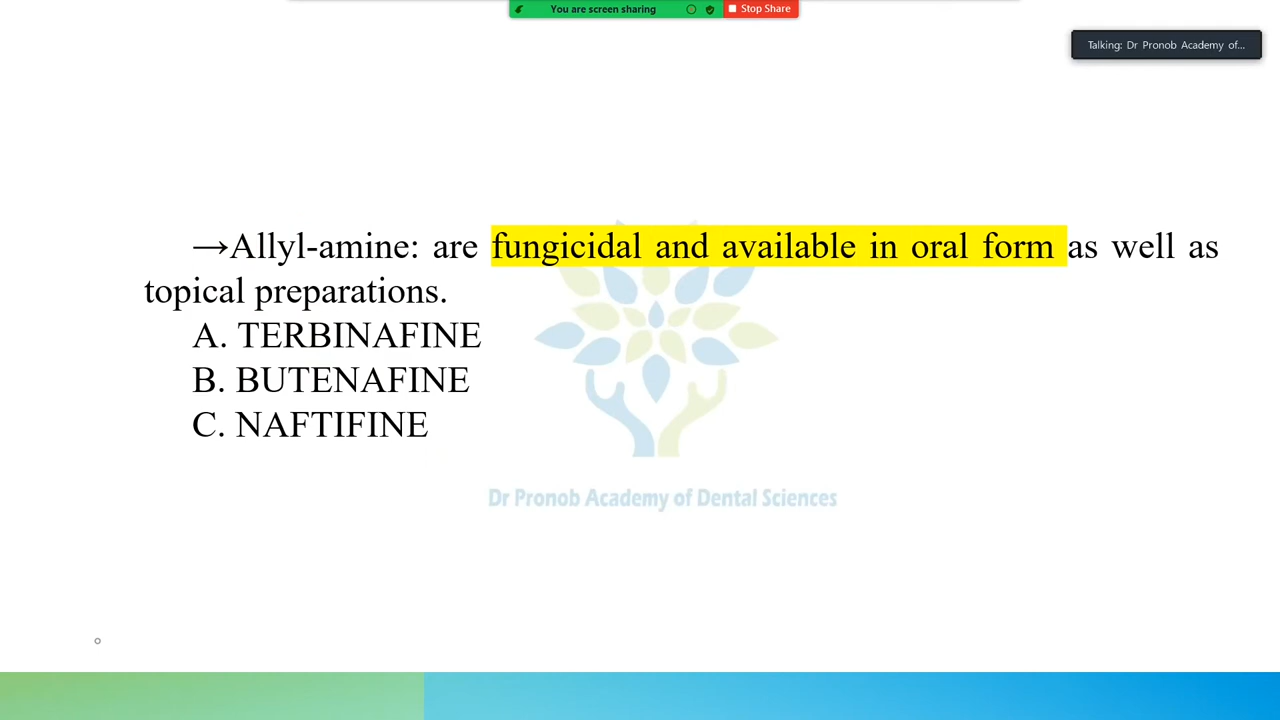 You are screen sharing
Stop Share
Talking: Dr Pronob Academy of...
→Allyl-amine: are fungicidal and available in oral form as well as
topical preparations.
A. TERBINAFINE
B. BUTENAFINE
C. NAFTIFINE
Dr Pronob Academy of Dental Sciences